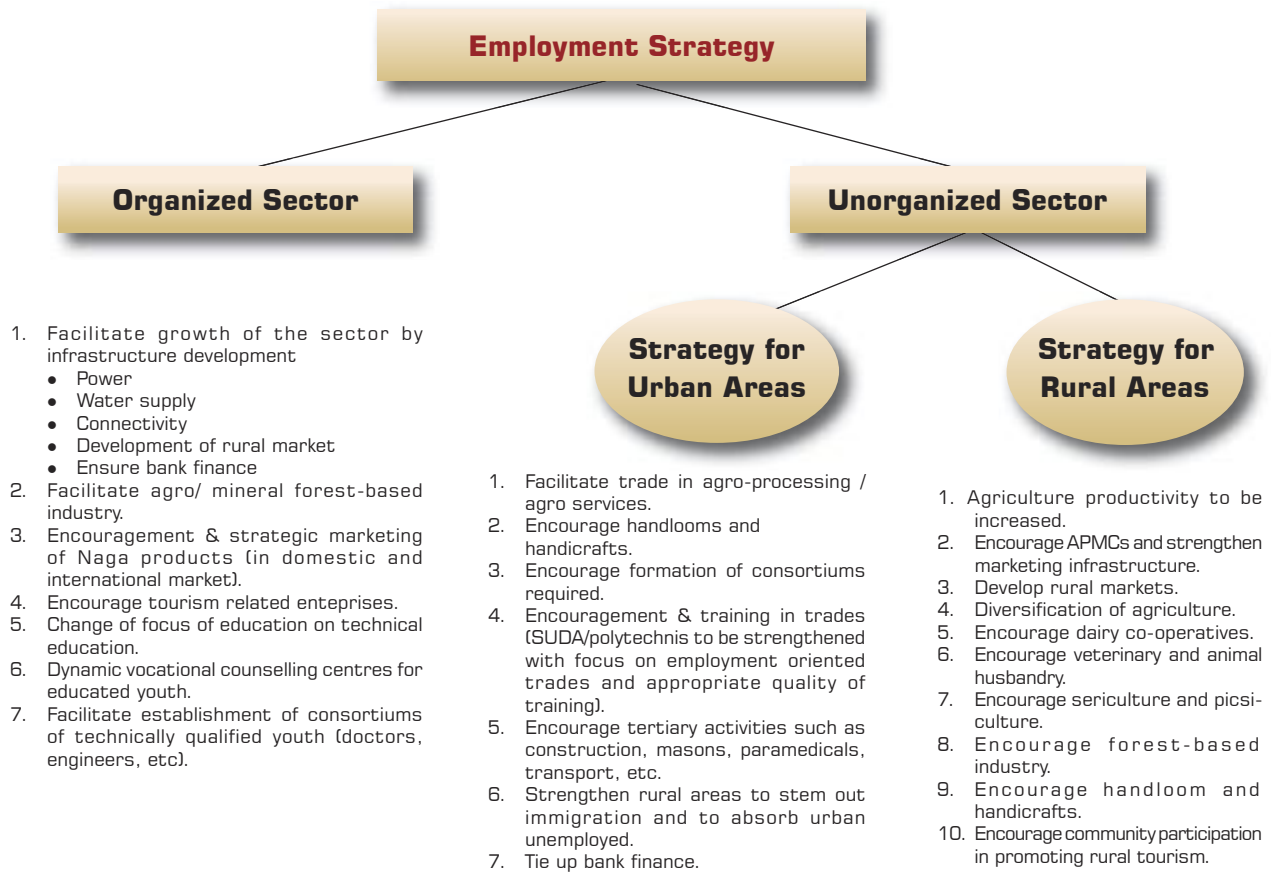 Employment Strategy
Organized Sector
Unorganized Sector
1. Facilitate growth of the sector by
infrastructure development
● Power
● Water supply
● Connectivity
● Development of rural market
● Ensure bank finance
2. Facilitate agro/ mineral forest-based
industry.
3. Encouragement & strategic marketing
of Naga products (in domestic and
international market).
4. Encourage tourism related enteprises.
5. Change of focus of education on technical
education.
6. Dynamic vocational counselling centres for
educated youth.
7. Facilitate establishment of consortiums
of technically qualified youth (doctors,
engineers, etc).
Strategy for
Urban Areas
1. Facilitate trade in agro-processing /
agro services.
2. Encourage handlooms and
handicrafts.
3. Encourage formation of consortiums
required.
4. Encouragement & training in trades
(SUDA/polytechnis to be strengthened
with focus on employment oriented
trades and appropriate quality of
training).
5. Encourage tertiary activities such as
construction, masons, paramedicals,
transport, etc.
6. Strengthen rural areas to stem out
immigration and to absorb urban
unemployed.
7. Tie up bank finance.
Strategy for
Rural Areas
1. Agriculture productivity to be
increased.
2. Encourage APMCs and strengthen
marketing infrastructure.
3. Develop rural markets.
4. Diversification of agriculture.
5. Encourage dairy co-operatives.
6. Encourage veterinary and animal
husbandry.
7. Encourage sericulture and picsi-
culture.
8. Encourage forest-based
industry.
9. Encourage handloom and
handicrafts.
10. Encourage community participation
in promoting rural tourism.